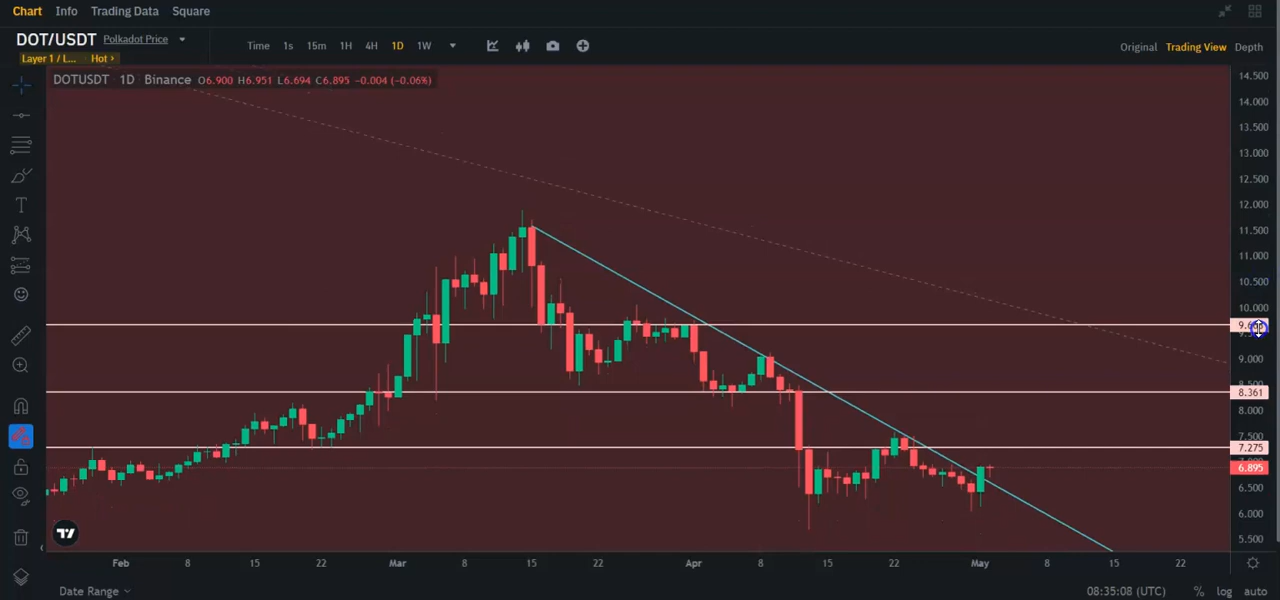 Chart Info Trading Data Square
DOT/USDT Polkadot Price
Layer 1 / L... Hot >
Time 1s 15m 1H 4H 1D 1W
Original Trading View Depth
DOTUSDT 1D Binance O6.900 H6.951 L6.694 C6.895 −0.004 (−0.06%)
14.500
14.000
13.500
13.000
12.500
12.000
11.500
11.000
10.500
10.000
9.000
8.361
8.000
7.500
7.275
6.895
6.500
6.000
5.500
Feb 8 15 22 Mar 8 15 22 Apr 8 15 22 May 8 15 22
Date Range 08:35:08 (UTC) % log auto